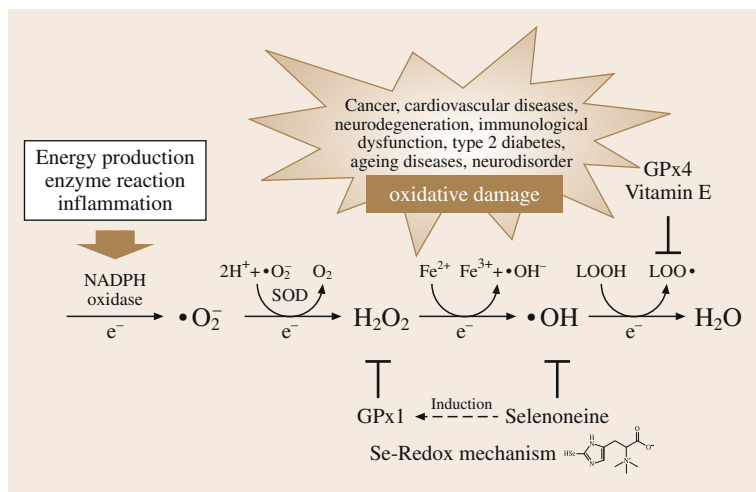 Cancer, cardiovascular diseases,
neurodegeneration, immunological
dysfunction, type 2 diabetes,
ageing diseases, neurodisorder
oxidative damage
Energy production
enzyme reaction
inflammation
GPx4
Vitamin E
NADPH
oxidase
e⁻
•O₂⁻
2H⁺+•O₂⁻ O₂
SOD
e⁻
H₂O₂
Fe²⁺ Fe³⁺+•OH⁻
e⁻
•OH
LOOH LOO•
e⁻
H₂O
GPx1
Induction
Selenoneine
Se-Redox mechanism
HSe
H
N
N
O
O⁻
N⁺